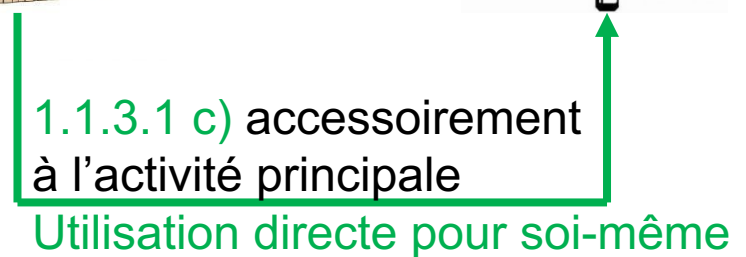 1.1.3.1 c) accessoirement
à l’activité principale
Utilisation directe pour soi-même